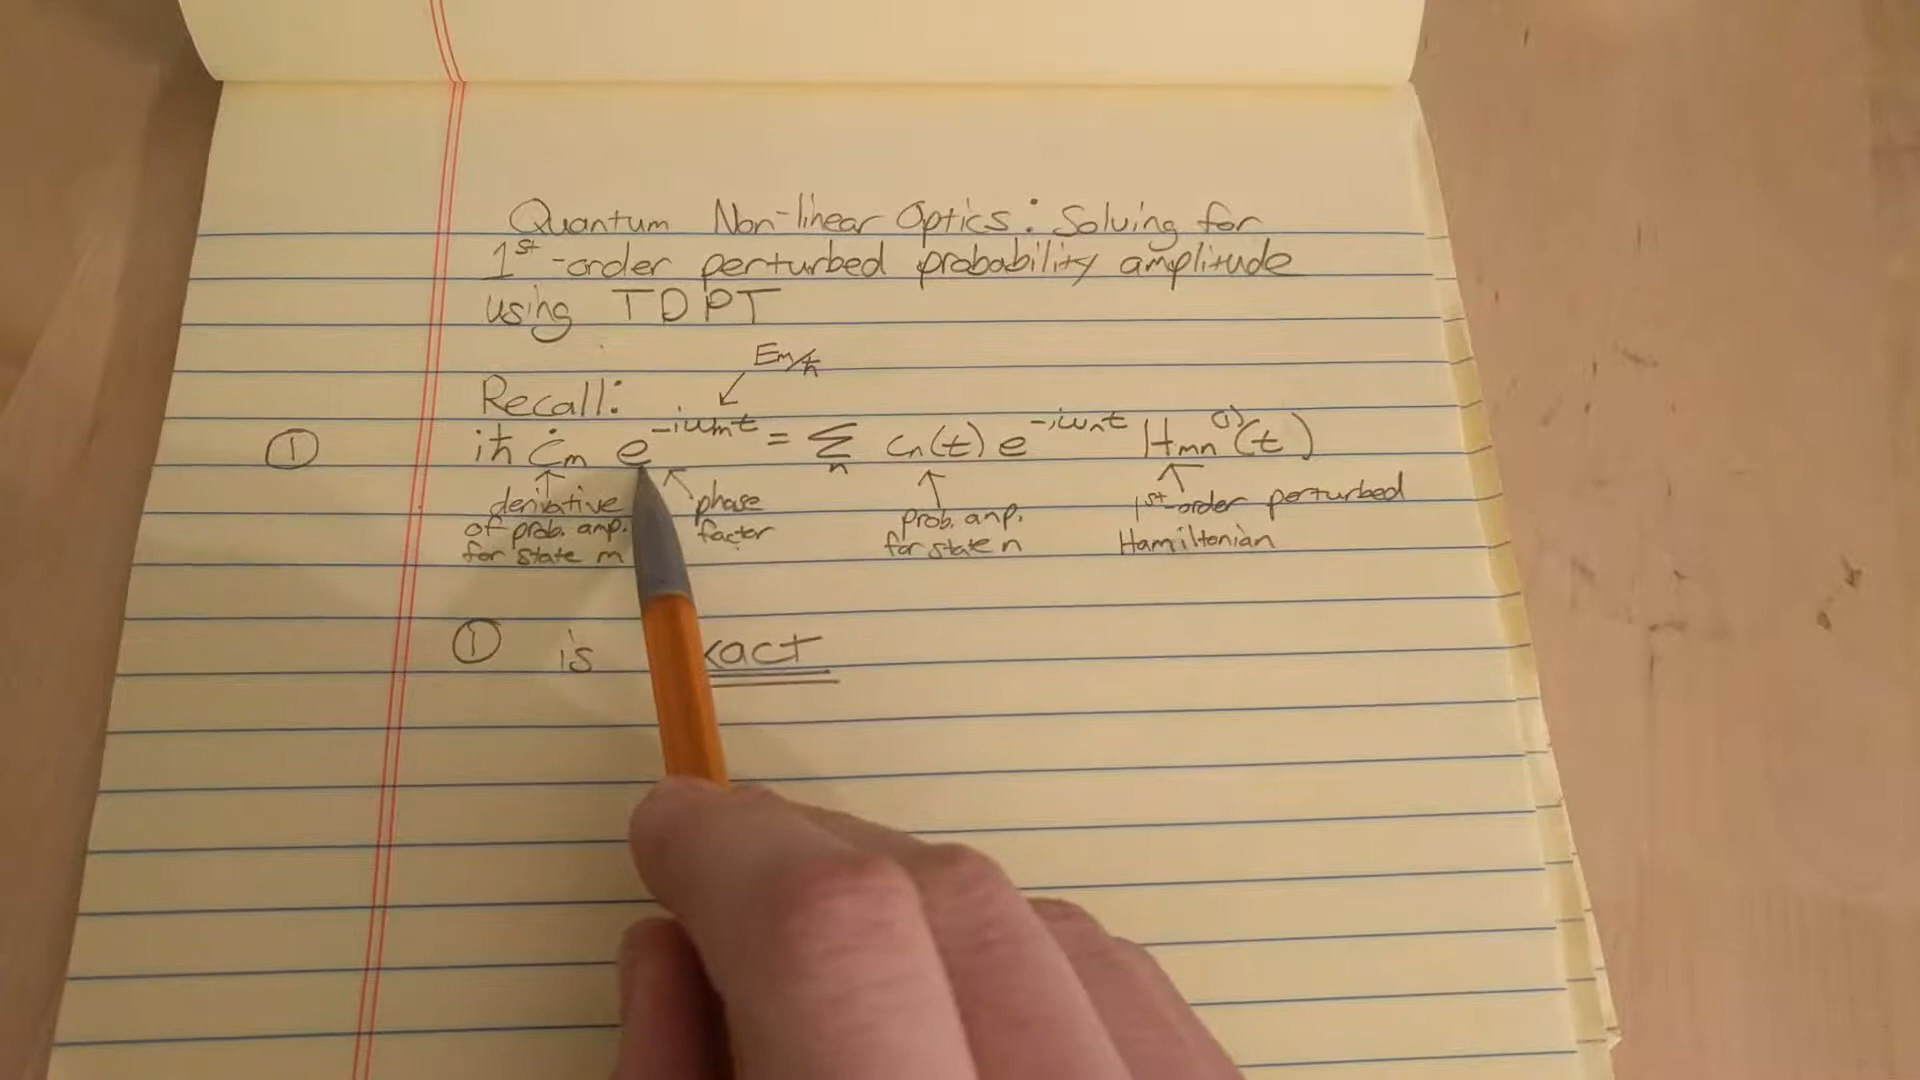 Quantum Non-linear Optics: Solving for
1st-order perturbed probability amplitude
using TDPT
Em/ħ
Recall:
① iħ ċm e^-iωmt = Σn cn(t) e^-iωnt Hmn^(1)(t)
derivative of prob. amp. for state m
phase factor
prob. amp. for state n
1st-order perturbed Hamiltonian
① is xact